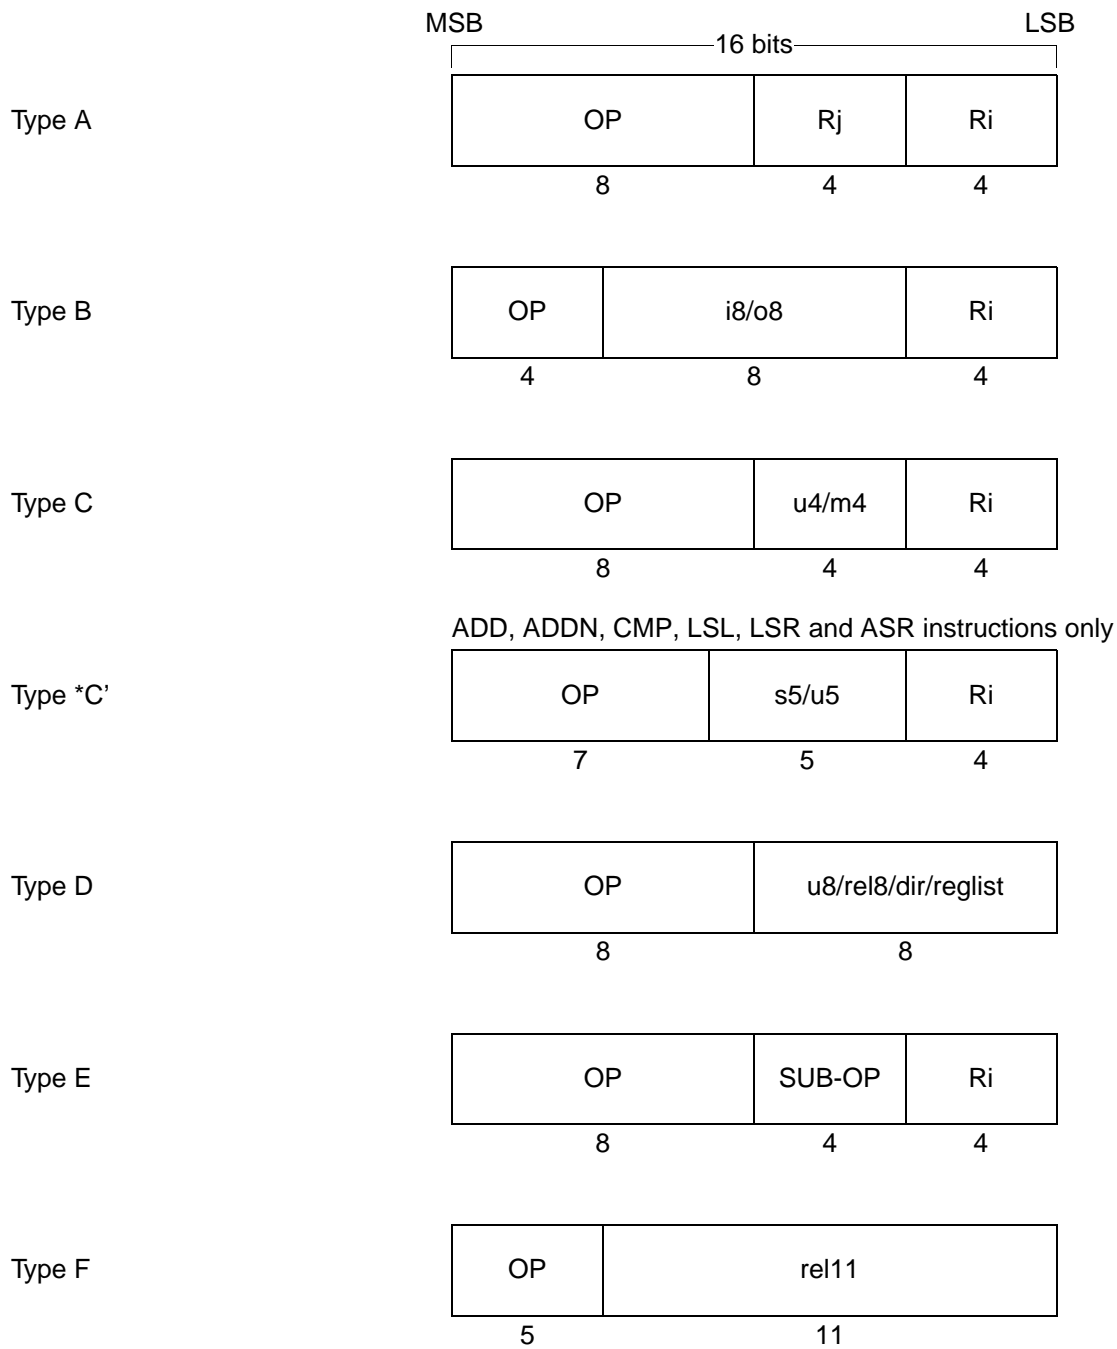 MSB LSB
16 bits
Type A OP Rj Ri
8 4 4
Type B OP i8/o8 Ri
4 8 4
Type C OP u4/m4 Ri
8 4 4
ADD, ADDN, CMP, LSL, LSR and ASR instructions only
Type *C’ OP s5/u5 Ri
7 5 4
Type D OP u8/rel8/dir/reglist
8 8
Type E OP SUB-OP Ri
8 4 4
Type F OP rel11
5 11